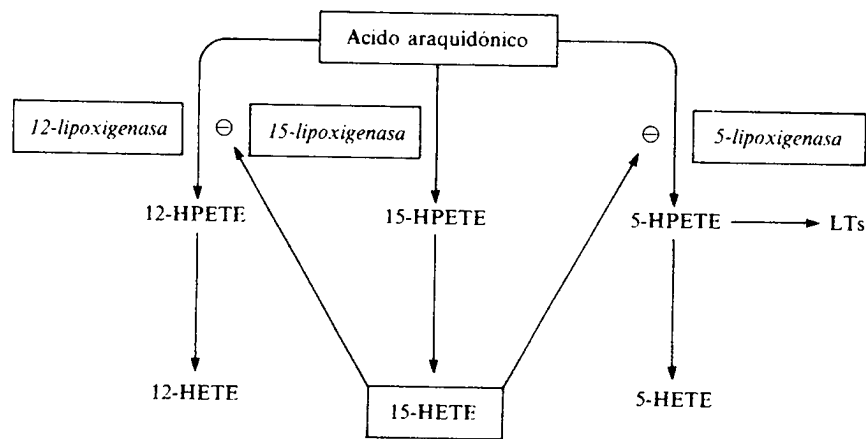 Acido araquidónico
12-lipoxigenasa
⊖
15-lipoxigenasa
⊖
5-lipoxigenasa
12-HPETE
15-HPETE
5-HPETE
LTs
12-HETE
15-HETE
5-HETE